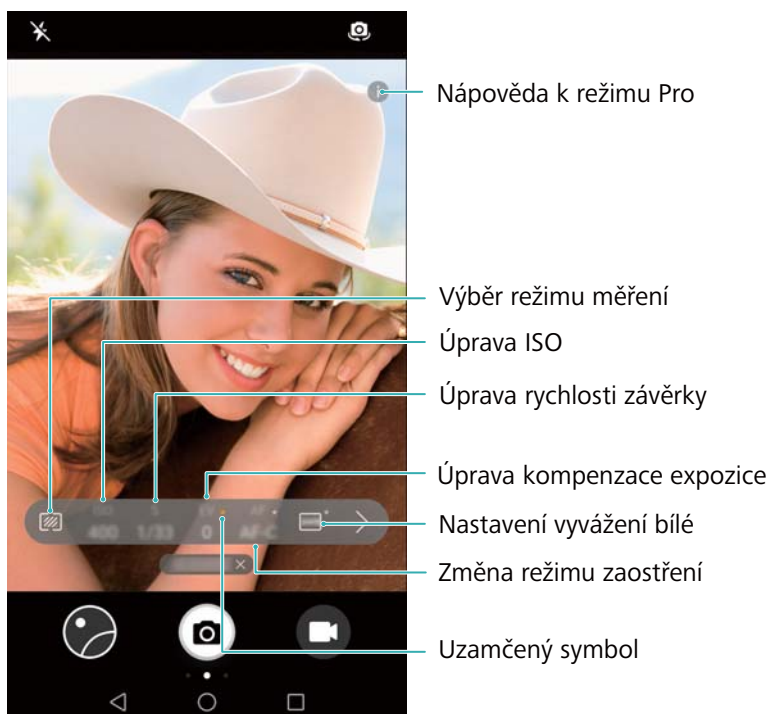 Nápověda k režimu Pro
Výběr režimu měření
Úprava ISO
Úprava rychlosti závěrky
Úprava kompenzace expozice
ISO S EV AF
400 1/33 0 AF-C
Nastavení vyvážení bílé
Změna režimu zaostření
Uzamčený symbol